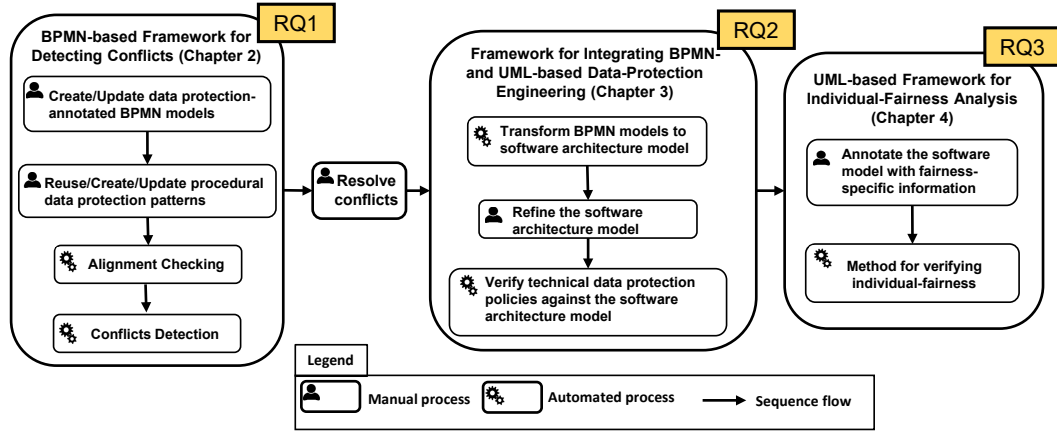 RQ1
BPMN-based Framework for
Detecting Conflicts (Chapter 2)
Create/Update data protection-
annotated BPMN models
Reuse/Create/Update procedural
data protection patterns
Alignment Checking
Conflicts Detection
Resolve
conflicts
RQ2
Framework for Integrating BPMN-
and UML-based Data-Protection
Engineering (Chapter 3)
Transform BPMN models to
software architecture model
Refine the software
architecture model
Verify technical data protection
policies against the software
architecture model
RQ3
UML-based Framework for
Individual-Fairness Analysis
(Chapter 4)
Annotate the software
model with fairness-
specific information
Method for verifying
individual-fairness
Legend
Manual process
Automated process
Sequence flow